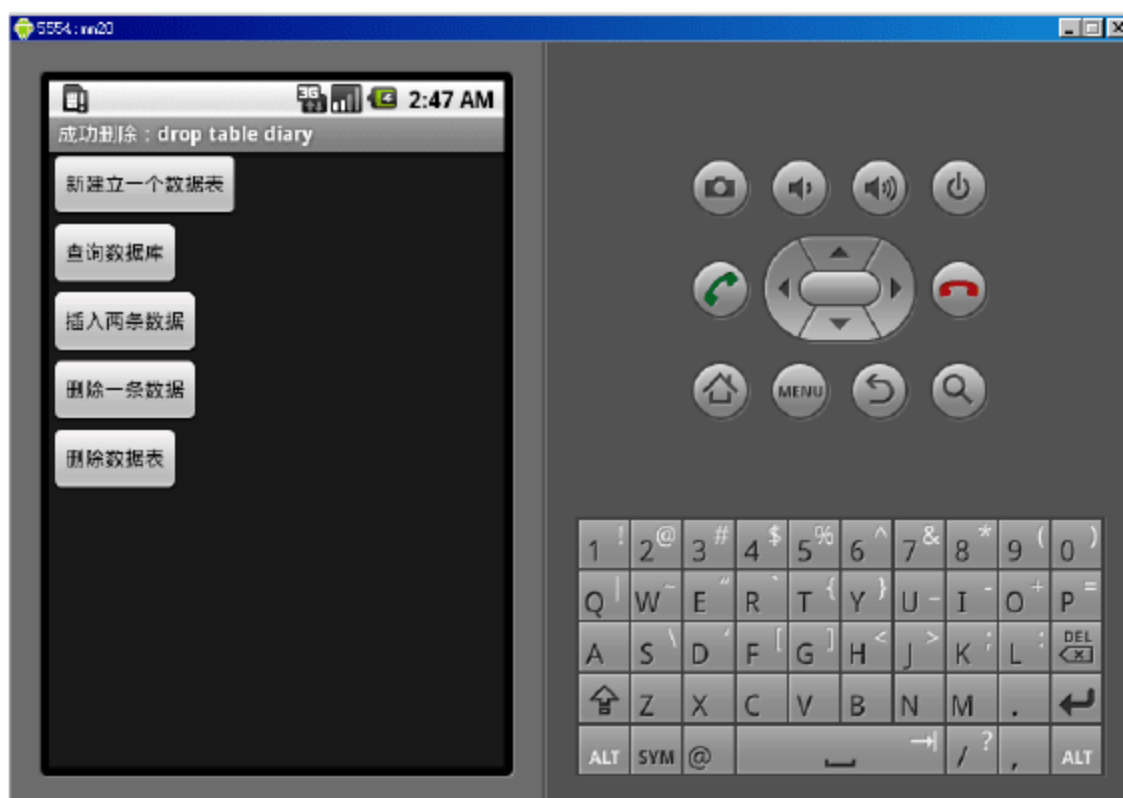 5554:mn20
3G 2:47 AM
成功删除：drop table diary
新建立一个数据表
查询数据库
插入两条数据
删除一条数据
删除数据表
MENU
1 ! 2 @ 3 # 4 $ 5 % 6 ^ 7 & 8 * 9 ( 0 )
Q | W ~ E " R ` T { Y } U _ I - O + P =
A S \ D ' F [ G ] H < J > K ; L : DEL
Z X C V B N M .
ALT SYM @ / ? , ALT